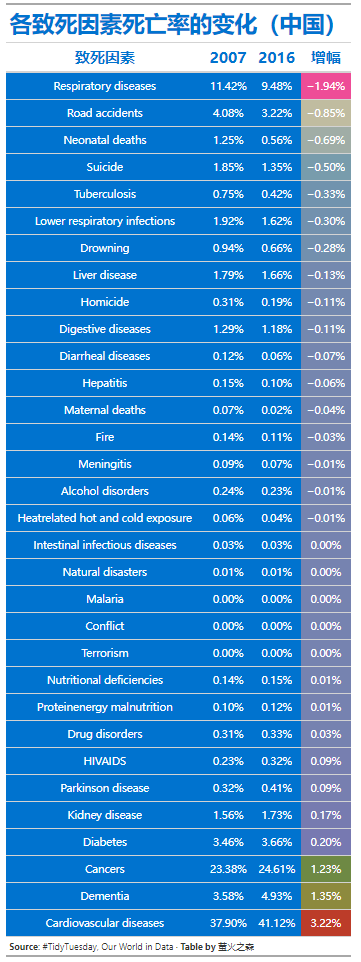 各致死因素死亡率的变化（中国）
致死因素 2007 2016 增幅
Respiratory diseases 11.42% 9.48% −1.94%
Road accidents 4.08% 3.22% −0.85%
Neonatal deaths 1.25% 0.56% −0.69%
Suicide 1.85% 1.35% −0.50%
Tuberculosis 0.75% 0.42% −0.33%
Lower respiratory infections 1.92% 1.62% −0.30%
Drowning 0.94% 0.66% −0.28%
Liver disease 1.79% 1.66% −0.13%
Homicide 0.31% 0.19% −0.11%
Digestive diseases 1.29% 1.18% −0.11%
Diarrheal diseases 0.12% 0.06% −0.07%
Hepatitis 0.15% 0.10% −0.06%
Maternal deaths 0.07% 0.02% −0.04%
Fire 0.14% 0.11% −0.03%
Meningitis 0.09% 0.07% −0.01%
Alcohol disorders 0.24% 0.23% −0.01%
Heatrelated hot and cold exposure 0.06% 0.04% −0.01%
Intestinal infectious diseases 0.03% 0.03% 0.00%
Natural disasters 0.01% 0.01% 0.00%
Malaria 0.00% 0.00% 0.00%
Conflict 0.00% 0.00% 0.00%
Terrorism 0.00% 0.00% 0.00%
Nutritional deficiencies 0.14% 0.15% 0.01%
Proteinenergy malnutrition 0.10% 0.12% 0.01%
Drug disorders 0.31% 0.33% 0.03%
HIVAIDS 0.23% 0.32% 0.09%
Parkinson disease 0.32% 0.41% 0.09%
Kidney disease 1.56% 1.73% 0.17%
Diabetes 3.46% 3.66% 0.20%
Cancers 23.38% 24.61% 1.23%
Dementia 3.58% 4.93% 1.35%
Cardiovascular diseases 37.90% 41.12% 3.22%
Source: #TidyTuesday, Our World in Data · Table by 萤火之森